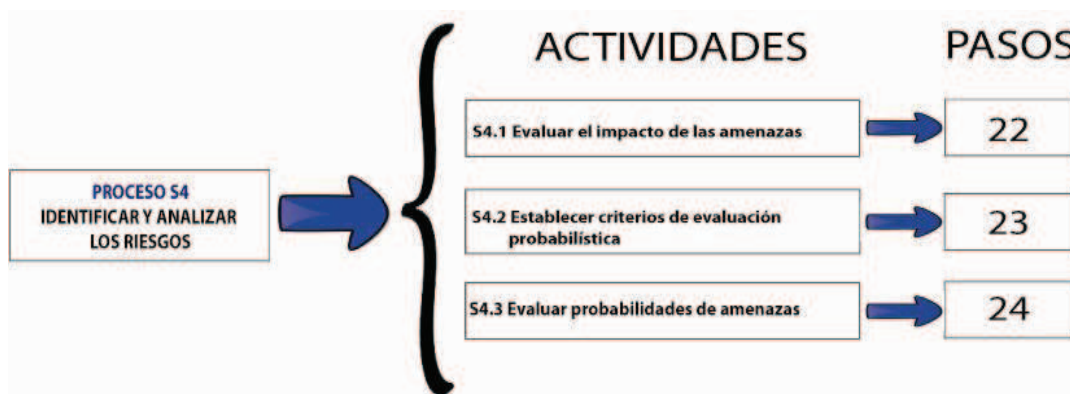 ACTIVIDADES
PASOS
S4.1 Evaluar el impacto de las amenazas
22
PROCESO S4
IDENTIFICAR Y ANALIZAR
LOS RIESGOS
S4.2 Establecer criterios de evaluación
probabilística
23
S4.3 Evaluar probabilidades de amenazas
24